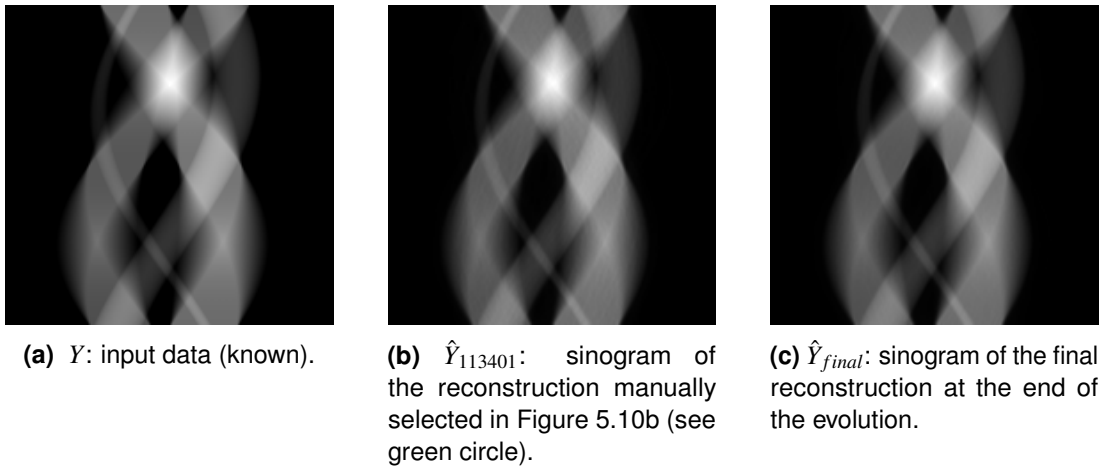 (a) Y: input data (known).
(b) Ŷ113401: sinogram of
the reconstruction manually
selected in Figure 5.10b (see
green circle).
(c) Ŷfinal: sinogram of the final
reconstruction at the end of
the evolution.